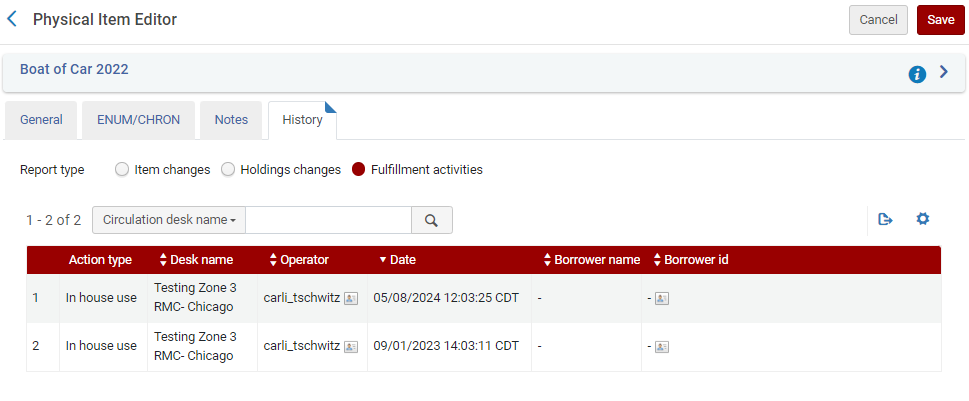 Physical Item Editor
Cancel
Save
Boat of Car 2022
General
ENUM/CHRON
Notes
History
Report type
Item changes
Holdings changes
Fulfillment activities
1 - 2 of 2
Circulation desk name
Action type
Desk name
Operator
Date
Borrower name
Borrower id
1
In house use
Testing Zone 3
RMC- Chicago
carli_tschwitz
05/08/2024 12:03:25 CDT
-
-
2
In house use
Testing Zone 3
RMC- Chicago
carli_tschwitz
09/01/2023 14:03:11 CDT
-
-